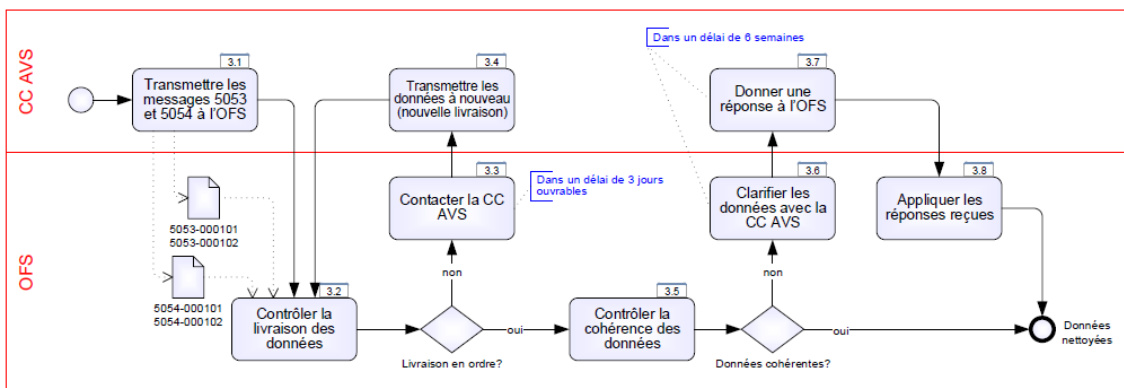 CC AVS
3.1
Transmettre les
messages 5053
et 5054 à l'OFS
3.4
Transmettre les
données à nouveau
(nouvelle livraison)
Dans un délai de 6 semaines
3.7
Donner une
réponse à l'OFS
OFS
5053-000101
5053-000102
5054-000101
5054-000102
3.2
Contrôler la
livraison des
données
3.3
Contacter la CC
AVS
Dans un délai de 3 jours
ouvrables
non
Livraison en ordre?
oui
3.5
Contrôler la
cohérence des
données
3.6
Clarifier les
données avec la
CC AVS
non
Données cohérentes?
oui
3.8
Appliquer les
réponses reçues
Données
nettoyées